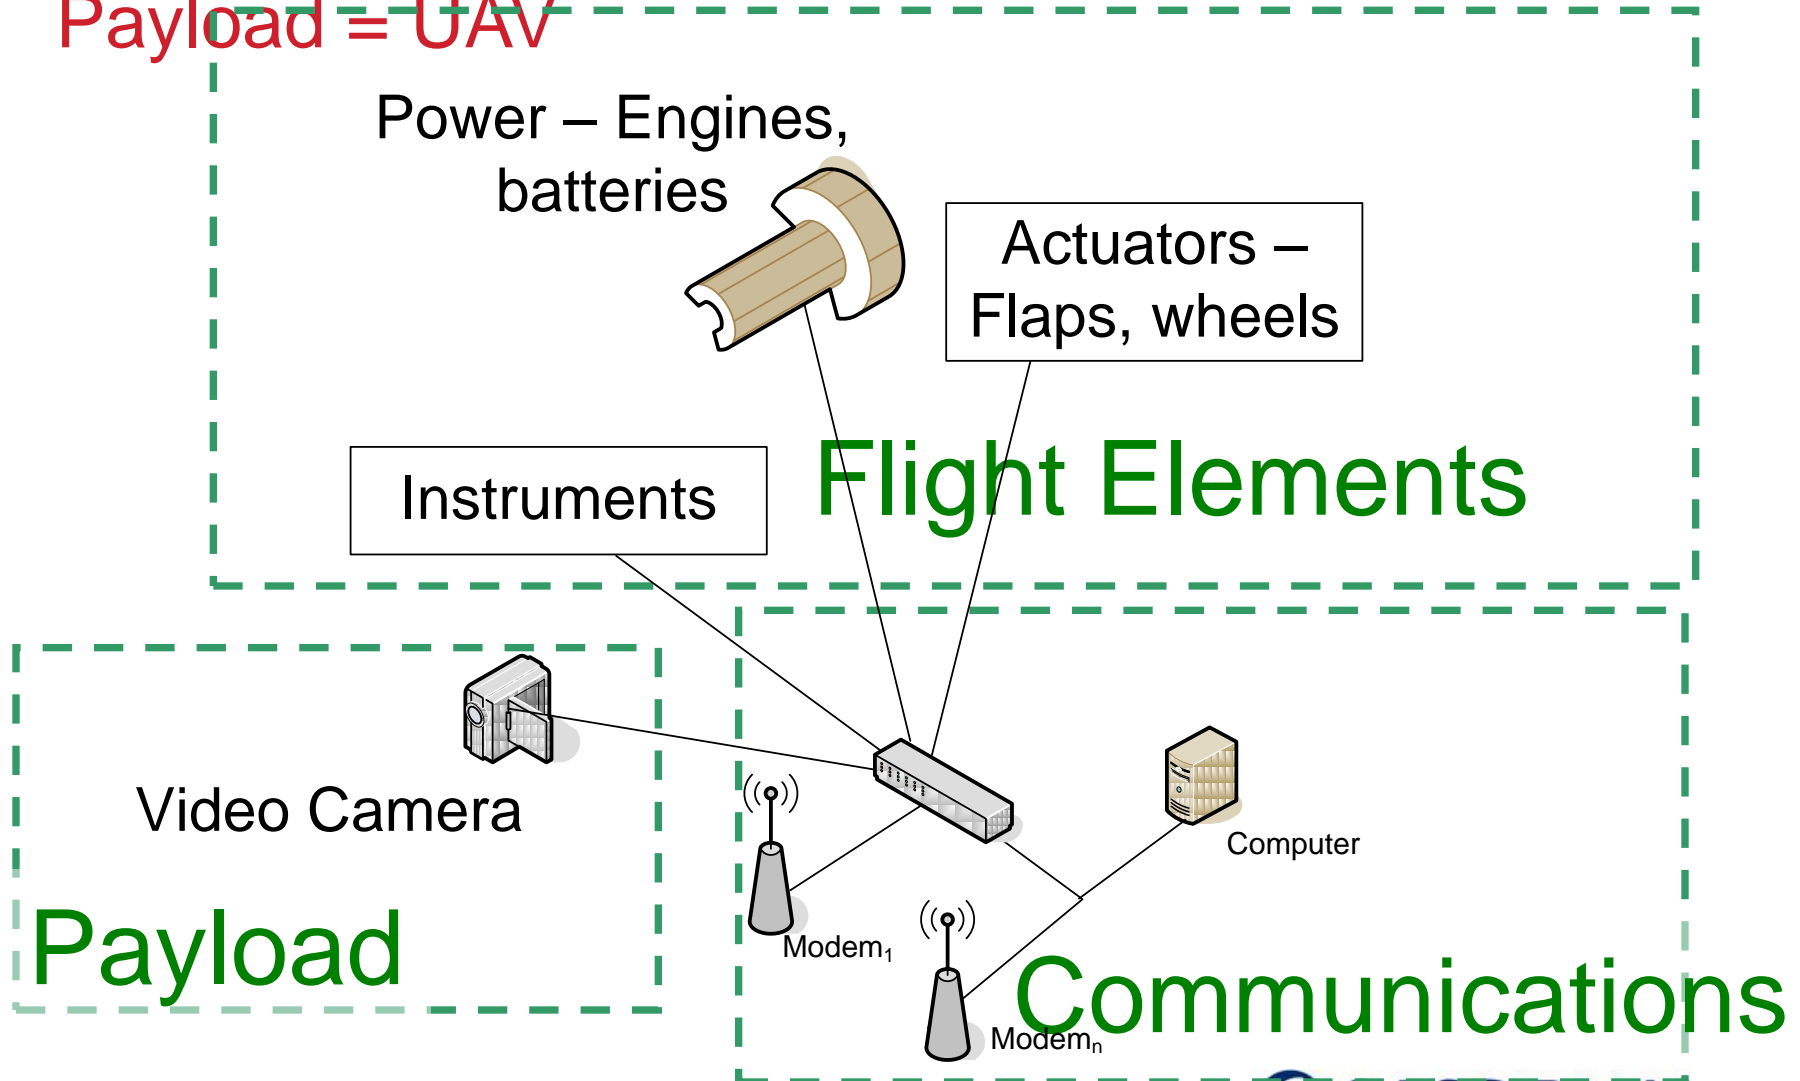 Payload = UAV
Power – Engines,
batteries
Actuators –
Flaps, wheels
Flight Elements
Instruments
Video Camera
Computer
Payload
Modem₁
Communications
Modemₙ